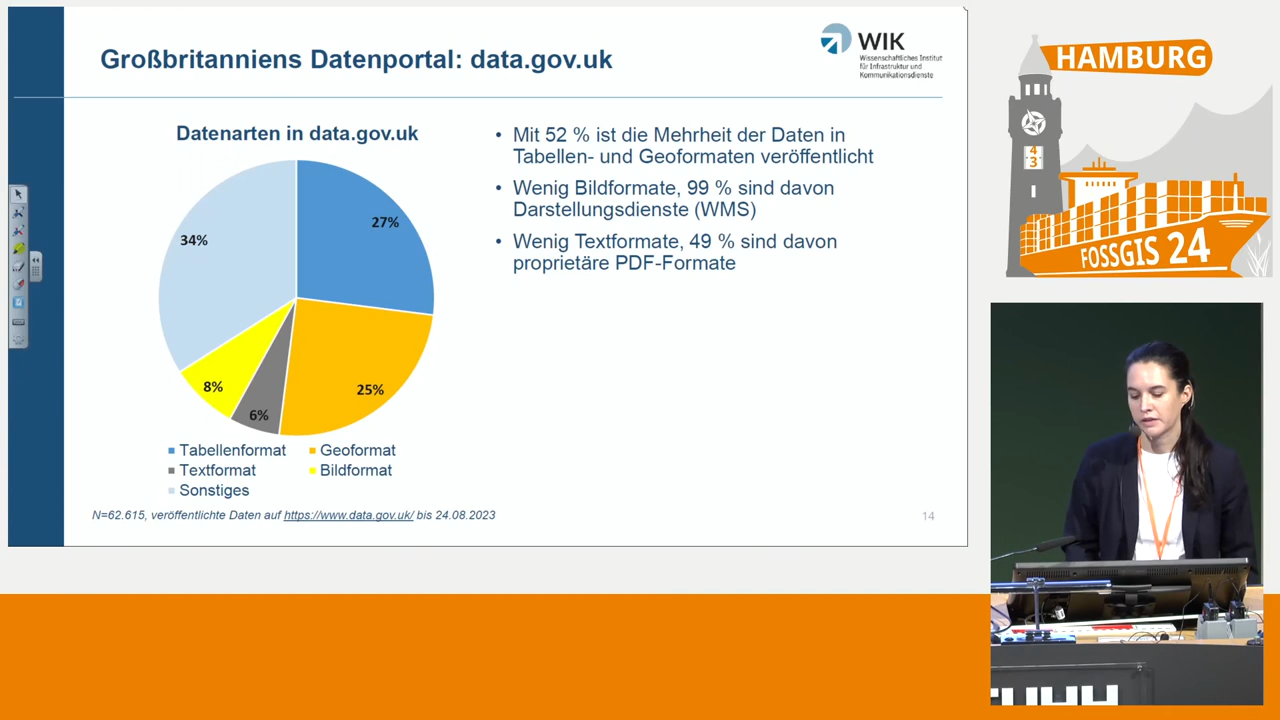 Großbritanniens Datenportal: data.gov.uk
WIK
Wissenschaftliches Institut
für Infrastruktur und
Kommunikationsdienste
Datenarten in data.gov.uk
27%
25%
6%
8%
34%
Tabellenformat
Geoformat
Textformat
Bildformat
Sonstiges
• Mit 52 % ist die Mehrheit der Daten in
Tabellen- und Geoformaten veröffentlicht
• Wenig Bildformate, 99 % sind davon
Darstellungsdienste (WMS)
• Wenig Textformate, 49 % sind davon
proprietäre PDF-Formate
N=62.615, veröffentlichte Daten auf https://www.data.gov.uk/ bis 24.08.2023
14
HAMBURG
4
3
FOSSGIS 24